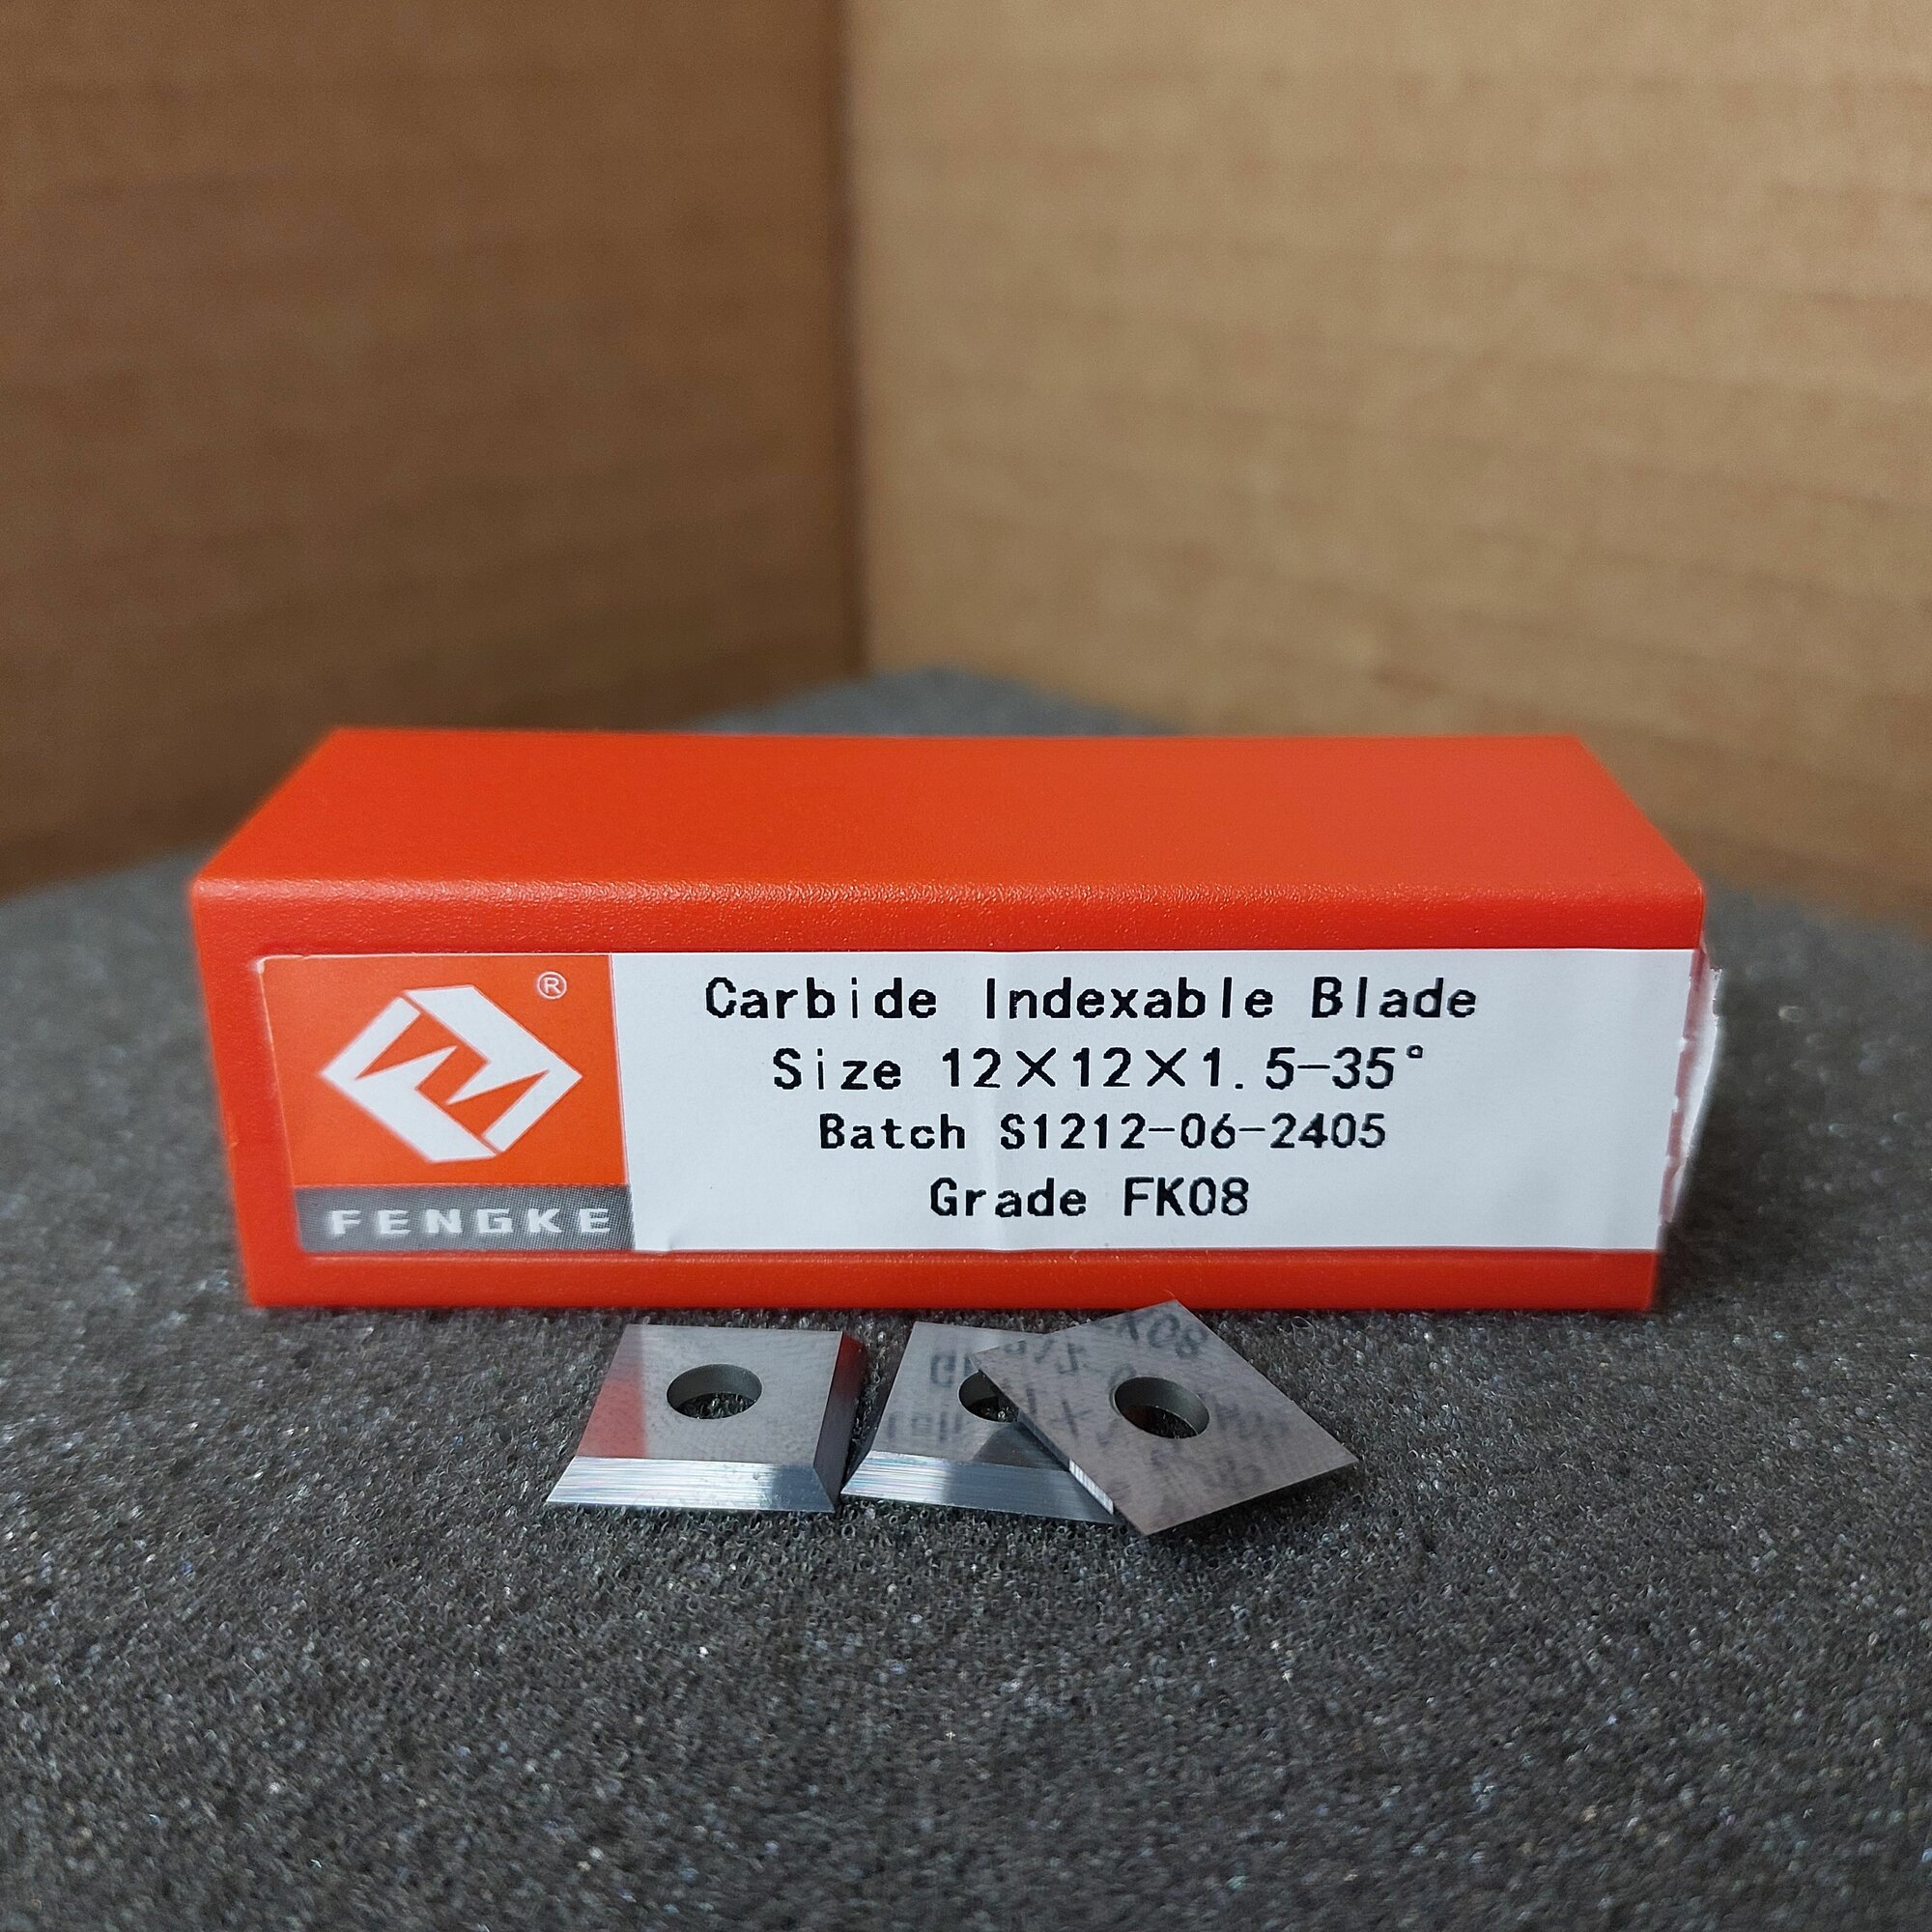 ®
FENGKE
Carbide Indexable Blade
Size 12×12×1.5-35°
Batch S1212-06-2405
Grade FK08